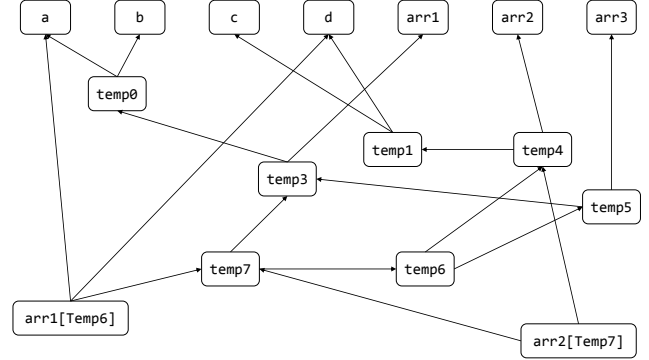 a b c d arr1 arr2 arr3
temp0
temp1 temp4
temp3
temp5
temp7 temp6
arr1[Temp6]
arr2[Temp7]